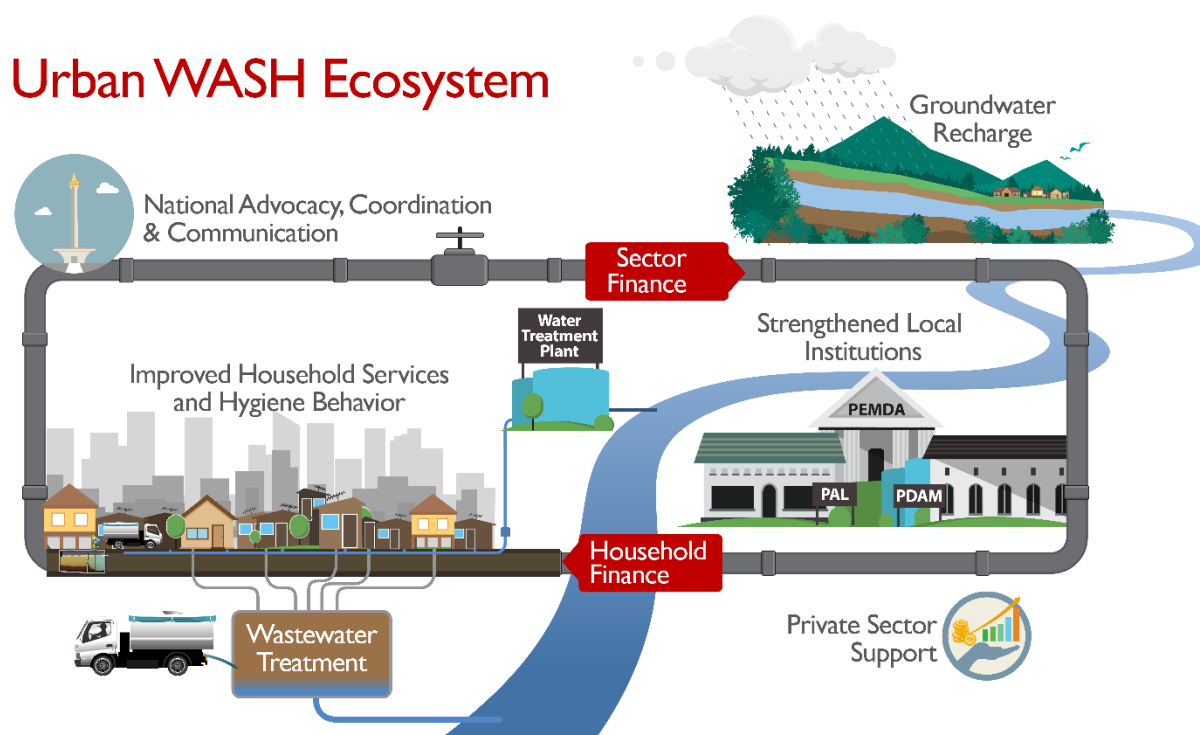 Urban WASH Ecosystem
Groundwater
Recharge
National Advocacy, Coordination
& Communication
Sector
Finance
Water
Treatment
Plant
Strengthened Local
Institutions
Improved Household Services
and Hygiene Behavior
PEMDA
PAL
PDAM
Household
Finance
Wastewater
Treatment
Private Sector
Support